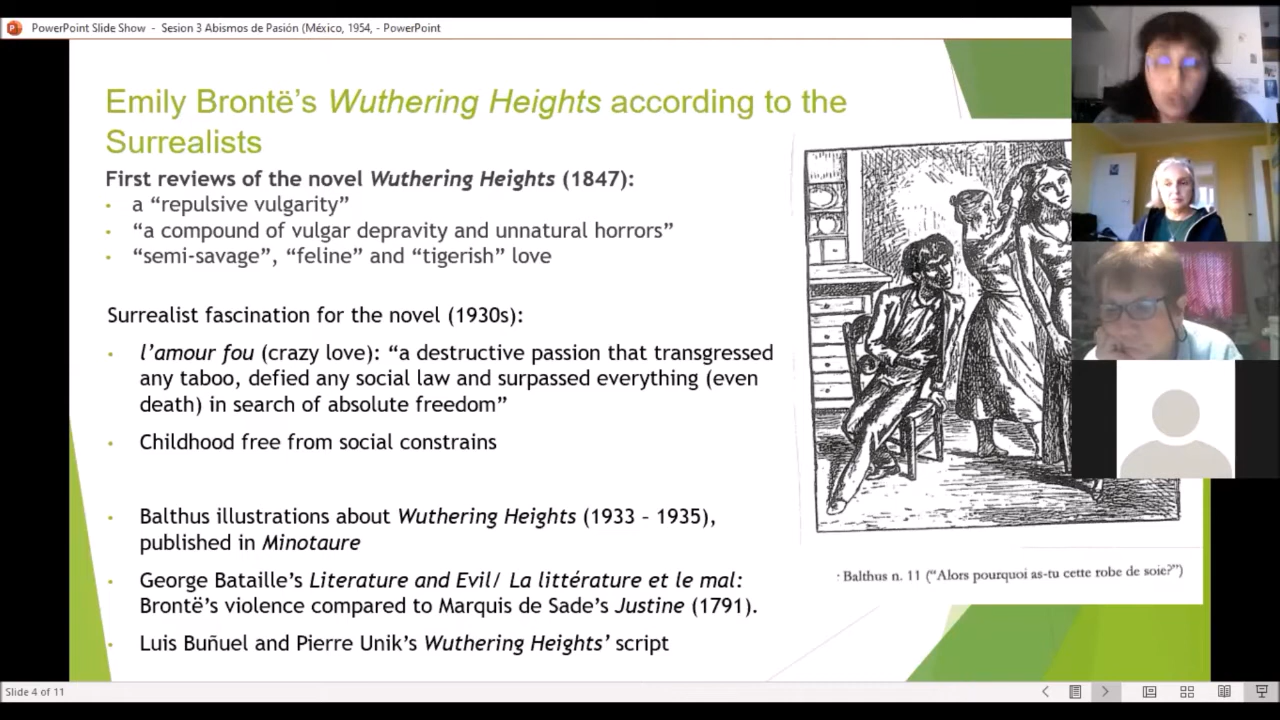 PowerPoint Slide Show - Sesion 3 Abismos de Pasión (México, 1954, - PowerPoint
Emily Brontë's Wuthering Heights according to the
Surrealists
First reviews of the novel Wuthering Heights (1847):
• a “repulsive vulgarity”
• “a compound of vulgar depravity and unnatural horrors”
• “semi-savage”, “feline” and “tigerish” love
Surrealist fascination for the novel (1930s):
• l’amour fou (crazy love): “a destructive passion that transgressed
any taboo, defied any social law and surpassed everything (even
death) in search of absolute freedom”
• Childhood free from social constrains
• Balthus illustrations about Wuthering Heights (1933 – 1935),
published in Minotaure
• George Bataille’s Literature and Evil/ La littérature et le mal:
Brontë’s violence compared to Marquis de Sade’s Justine (1791).
• Luis Buñuel and Pierre Unik’s Wuthering Heights’ script
· Balthus n. 11 (“Alors pourquoi as-tu cette robe de soie?”)
Slide 4 of 11